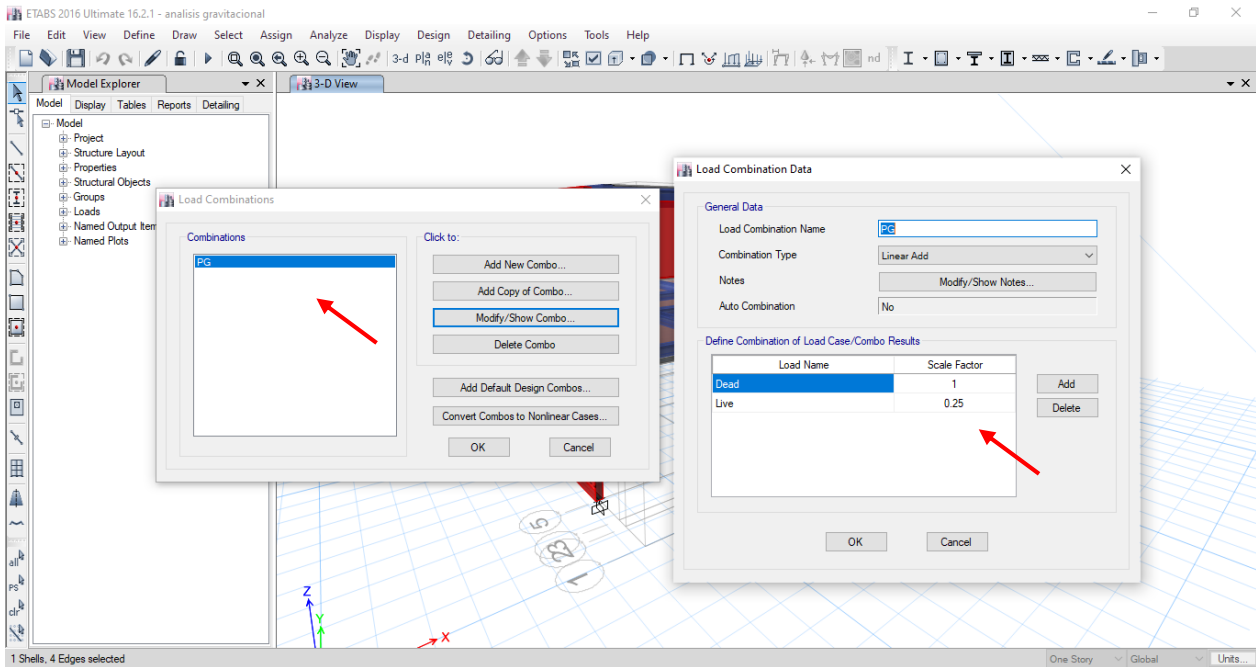 ETABS 2016 Ultimate 16.2.1 - analisis gravitacional
File Edit View Define Draw Select Assign Analyze Display Design Detailing Options Tools Help
3-d nd
Model Explorer
3-D View
Model Display Tables Reports Detailing
Model
Project
Structure Layout
Properties
Structural Objects
Groups
Loads
Named Output Item
Named Plots
Load Combinations
Combinations
PG
Click to:
Add New Combo...
Add Copy of Combo...
Modify/Show Combo...
Delete Combo
Add Default Design Combos...
Convert Combos to Nonlinear Cases...
OK Cancel
Load Combination Data
General Data
Load Combination Name PG
Combination Type Linear Add
Notes Modify/Show Notes...
Auto Combination No
Define Combination of Load Case/Combo Results
Load Name Scale Factor
Dead 1
Live 0.25
Add
Delete
OK Cancel
all
PS
clr
5
1
Z
Y
X
1 Shells, 4 Edges selected
One Story Global Units...